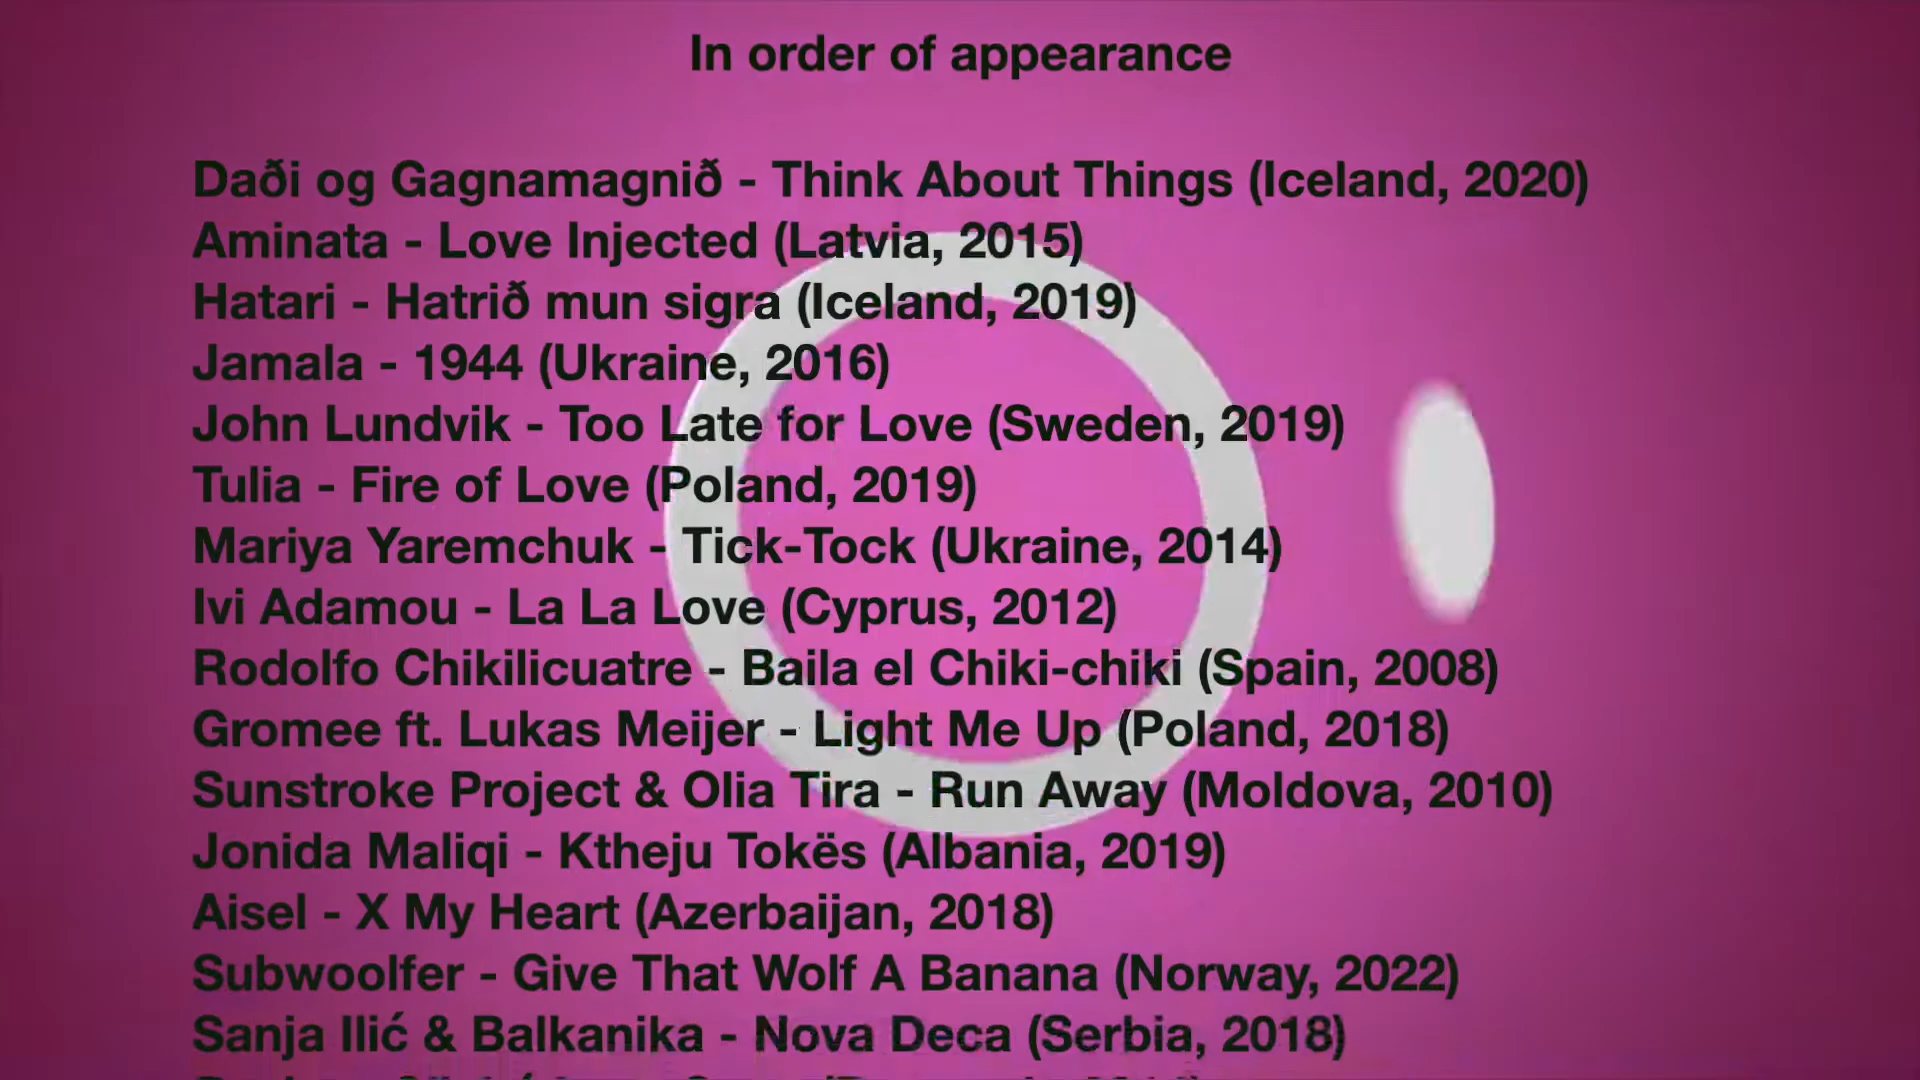 In order of appearance
Daði og Gagnamagnið - Think About Things (Iceland, 2020)
Aminata - Love Injected (Latvia, 2015)
Hatari - Hatrið mun sigra (Iceland, 2019)
Jamala - 1944 (Ukraine, 2016)
John Lundvik - Too Late for Love (Sweden, 2019)
Tulia - Fire of Love (Poland, 2019)
Mariya Yaremchuk - Tick-Tock (Ukraine, 2014)
Ivi Adamou - La La Love (Cyprus, 2012)
Rodolfo Chikilicuatre - Baila el Chiki-chiki (Spain, 2008)
Gromee ft. Lukas Meijer - Light Me Up (Poland, 2018)
Sunstroke Project & Olia Tira - Run Away (Moldova, 2010)
Jonida Maliqi - Ktheju Tokës (Albania, 2019)
Aisel - X My Heart (Azerbaijan, 2018)
Subwoolfer - Give That Wolf A Banana (Norway, 2022)
Sanja Ilić & Balkanika - Nova Deca (Serbia, 2018)